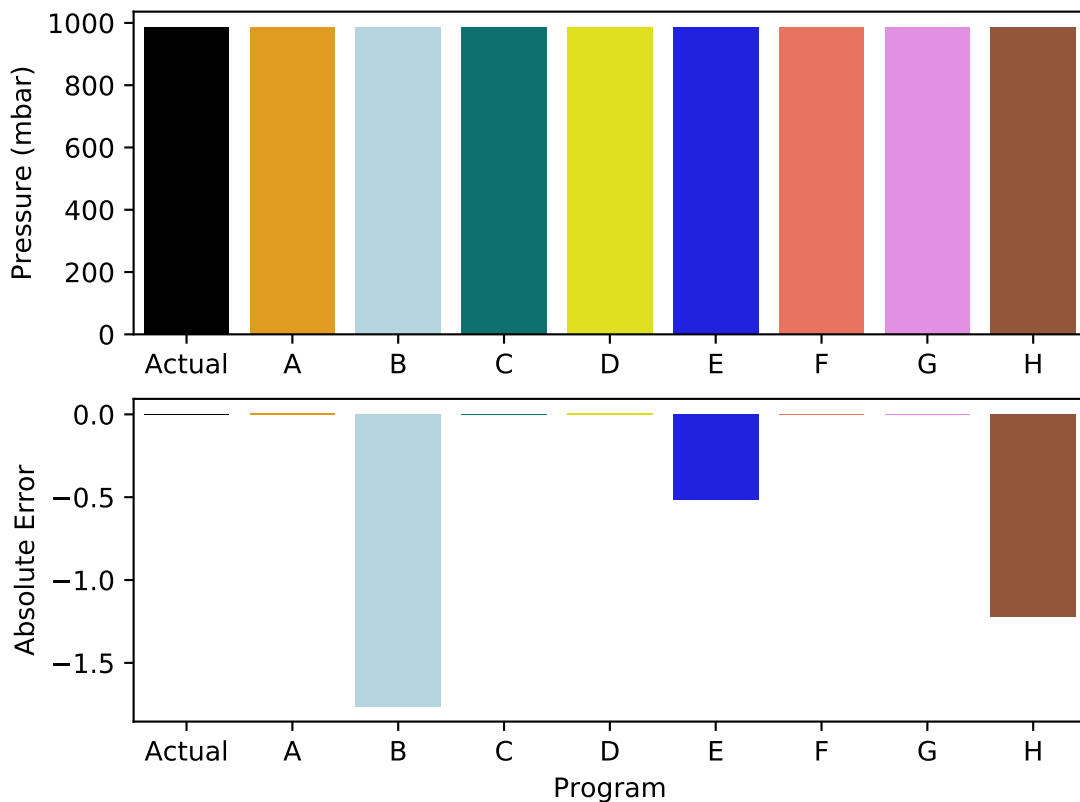 1000
800
600
400
200
0
Pressure (mbar)
Actual A B C D E F G H
0.0
−0.5
−1.0
−1.5
Absolute Error
Actual A B C D E F G H
Program